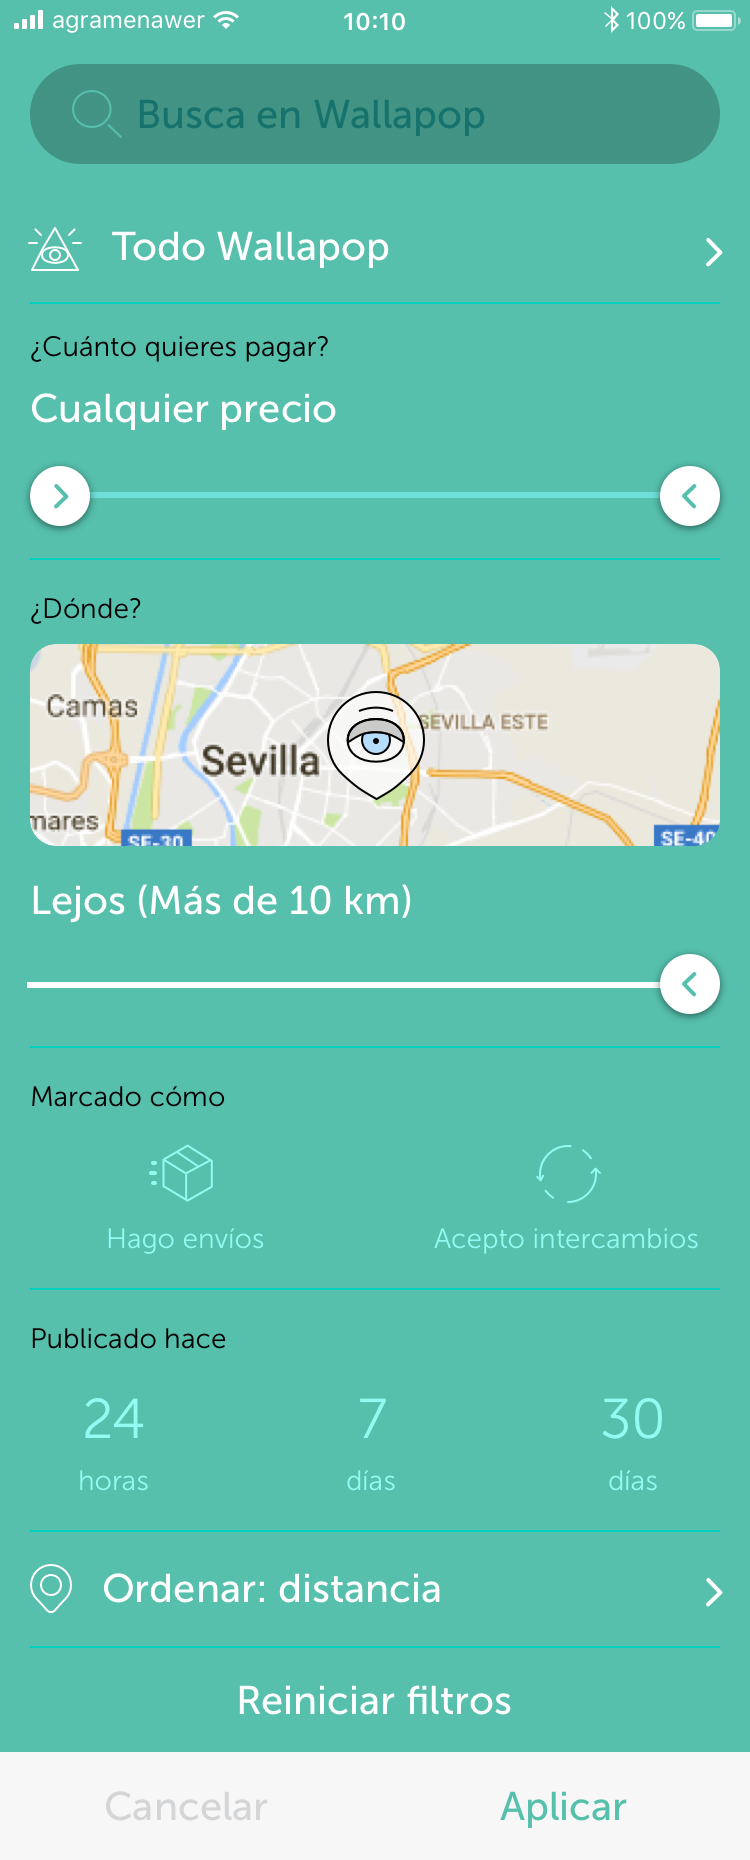 agramenawer 10:10 100%
Busca en Wallapop
Todo Wallapop
¿Cuánto quieres pagar?
Cualquier precio
¿Dónde?
Camas
SEVILLA ESTE
Sevilla
mares
SE-30
SE-40
Lejos (Más de 10 km)
Marcado cómo
Hago envíos Acepto intercambios
Publicado hace
24 7 30
horas días días
Ordenar: distancia
Reiniciar filtros
Cancelar Aplicar